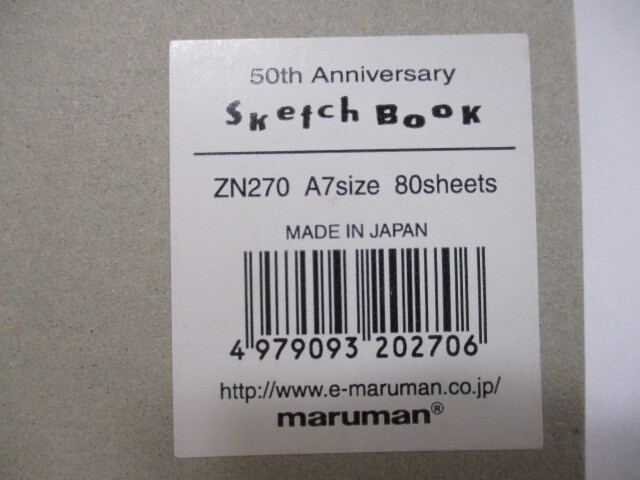 50th Anniversary
Sketch Book
ZN270 A7size 80sheets
MADE IN JAPAN
4 979093 202706
http://www.e-maruman.co.jp/
maruman®